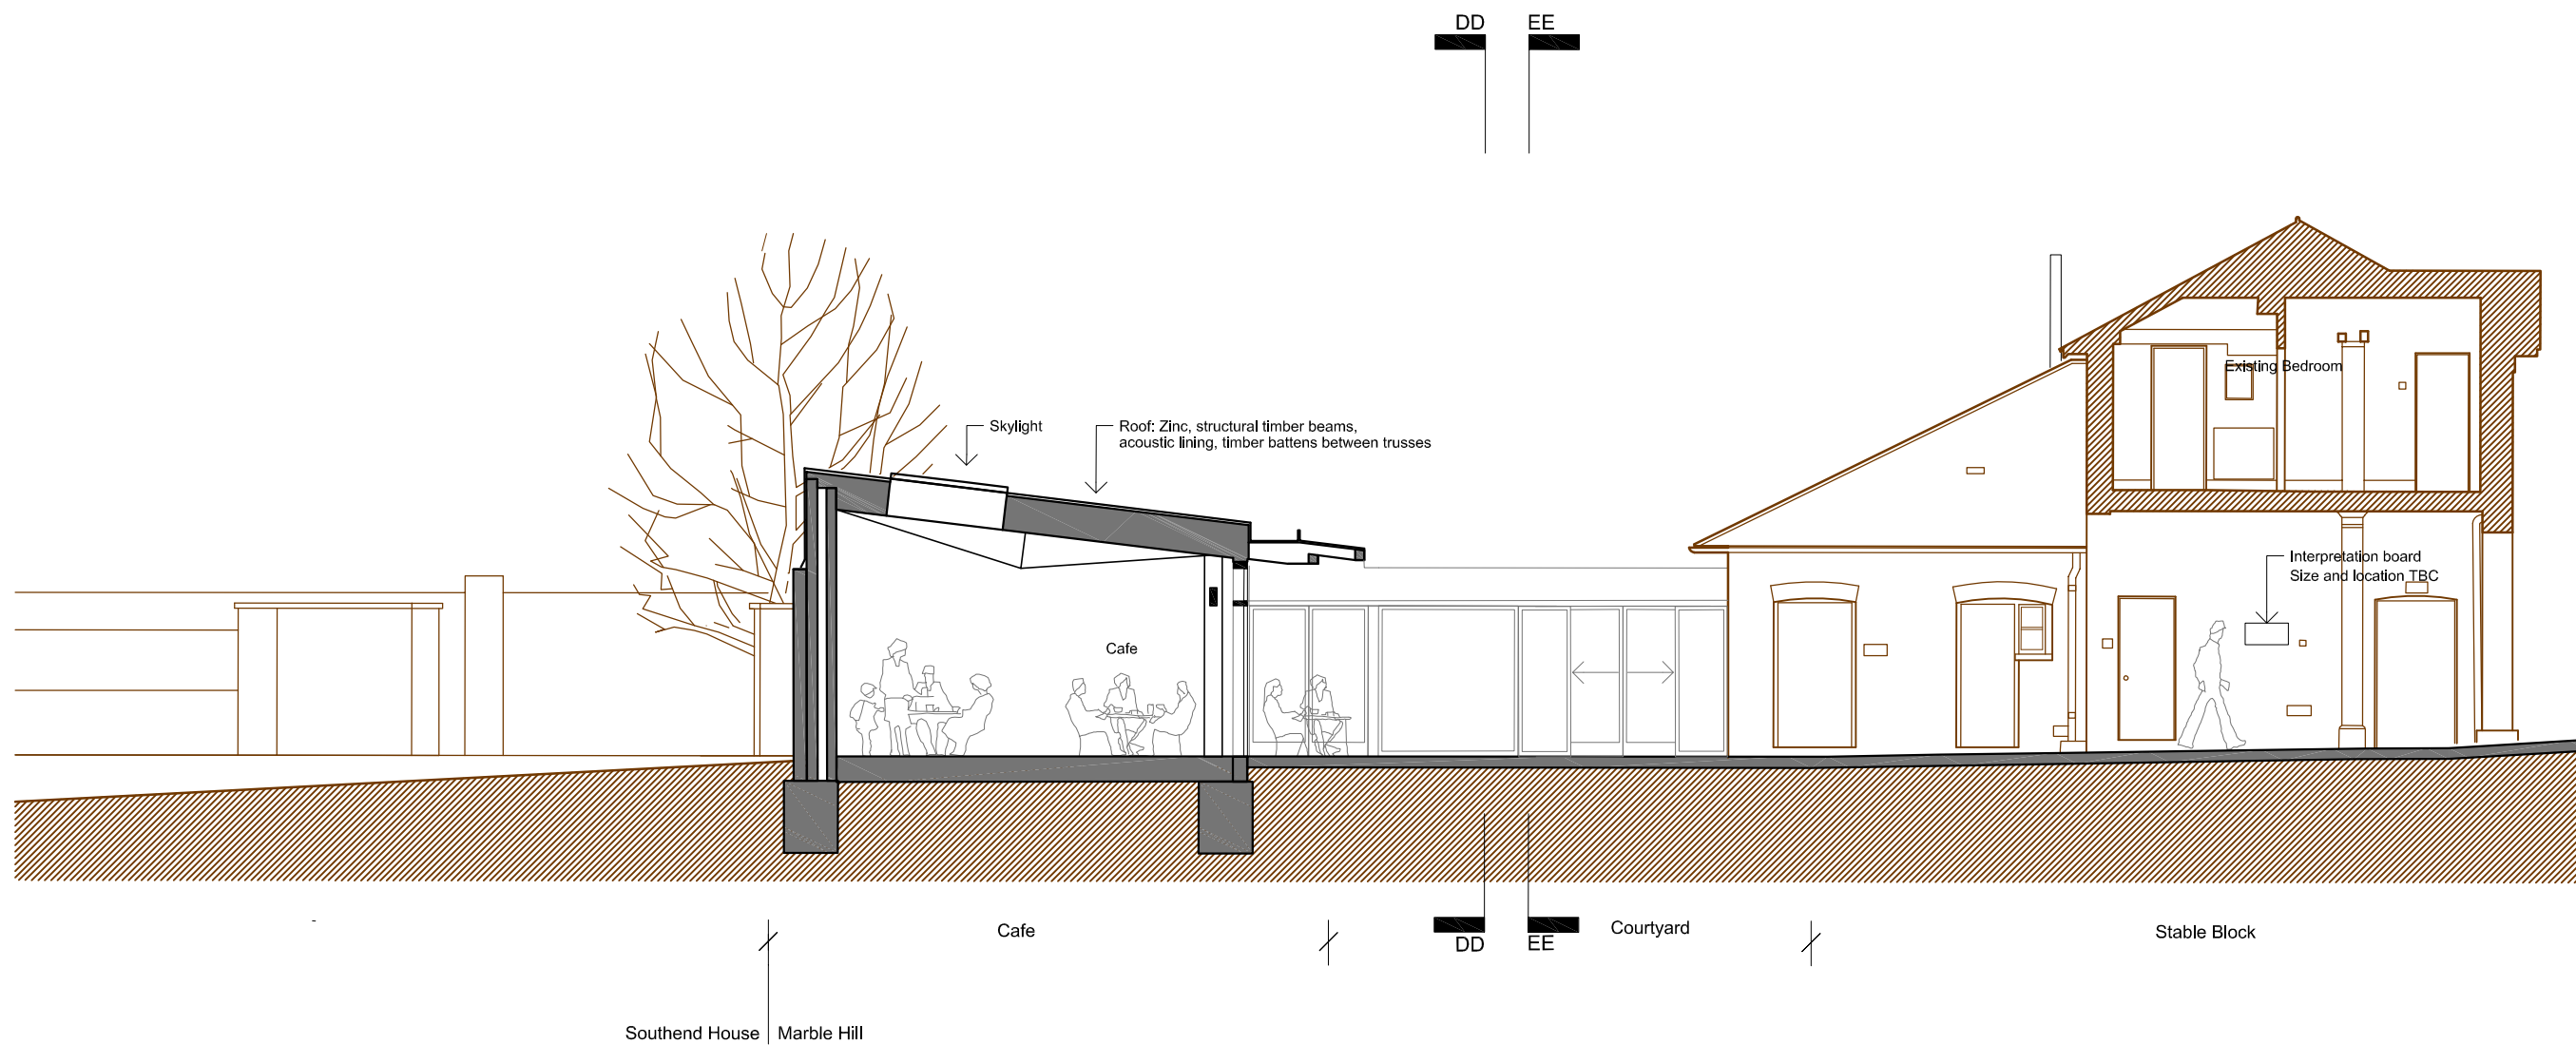 DD EE
Existing Bedroom
Skylight
Roof: Zinc, structural timber beams,
acoustic lining, timber battens between trusses
Interpretation board
Size and location TBC
Cafe
Cafe
Courtyard
Stable Block
DD EE
Southend House Marble Hill